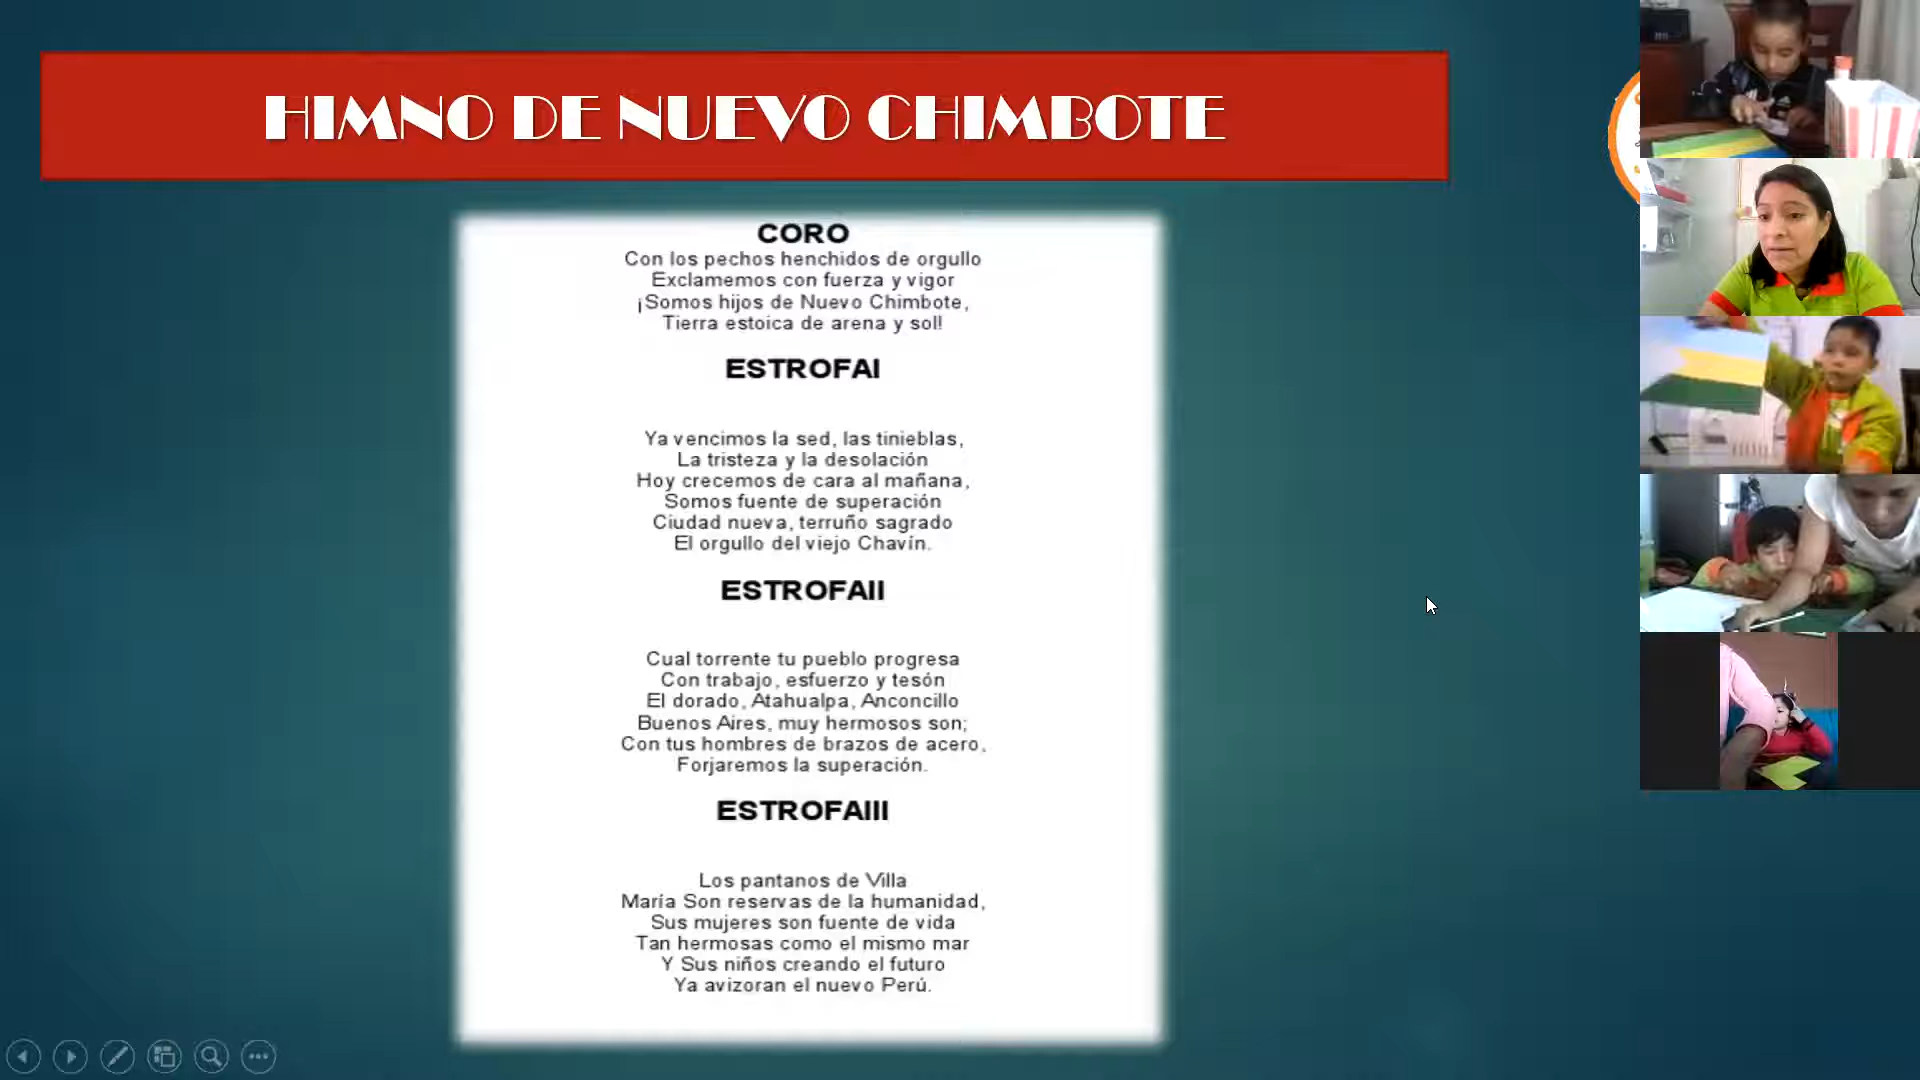 HIMNO DE NUEVO CHIMBOTE
CORO
Con los pechos henchidos de orgullo
Exclamemos con fuerza y vigor
¡Somos hijos de Nuevo Chimbote,
Tierra estoica de arena y sol!
ESTROFAI
Ya vencimos la sed, las tinieblas,
La tristeza y la desolación
Hoy crecemos de cara al mañana,
Somos fuente de superación
Ciudad nueva, terruño sagrado
El orgullo del viejo Chavín.
ESTROFAII
Cual torrente tu pueblo progresa
Con trabajo, esfuerzo y tesón
El dorado, Atahualpa, Anconcillo
Buenos Aires, muy hermosos son;
Con tus hombres de brazos de acero,
Forjaremos la superación.
ESTROFAIII
Los pantanos de Villa
María Son reservas de la humanidad,
Sus mujeres son fuente de vida
Tan hermosas como el mismo mar
Y Sus niños creando el futuro
Ya avizoran el nuevo Perú.